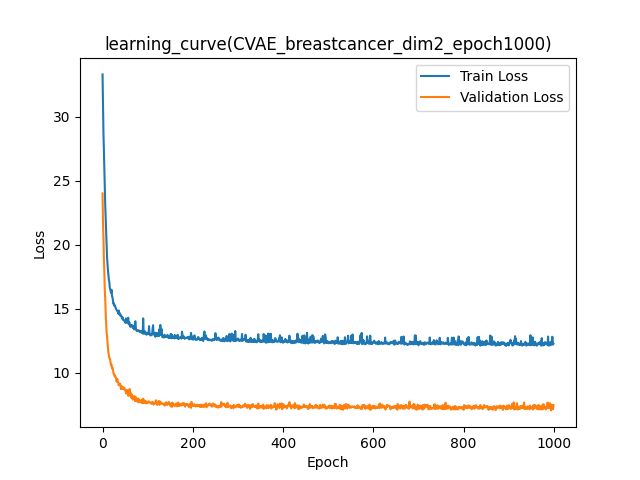 learning_curve(CVAE_breastcancer_dim2_epoch1000)
Train Loss
Validation Loss
Loss
30
25
20
15
10
0 200 400 600 800 1000
Epoch